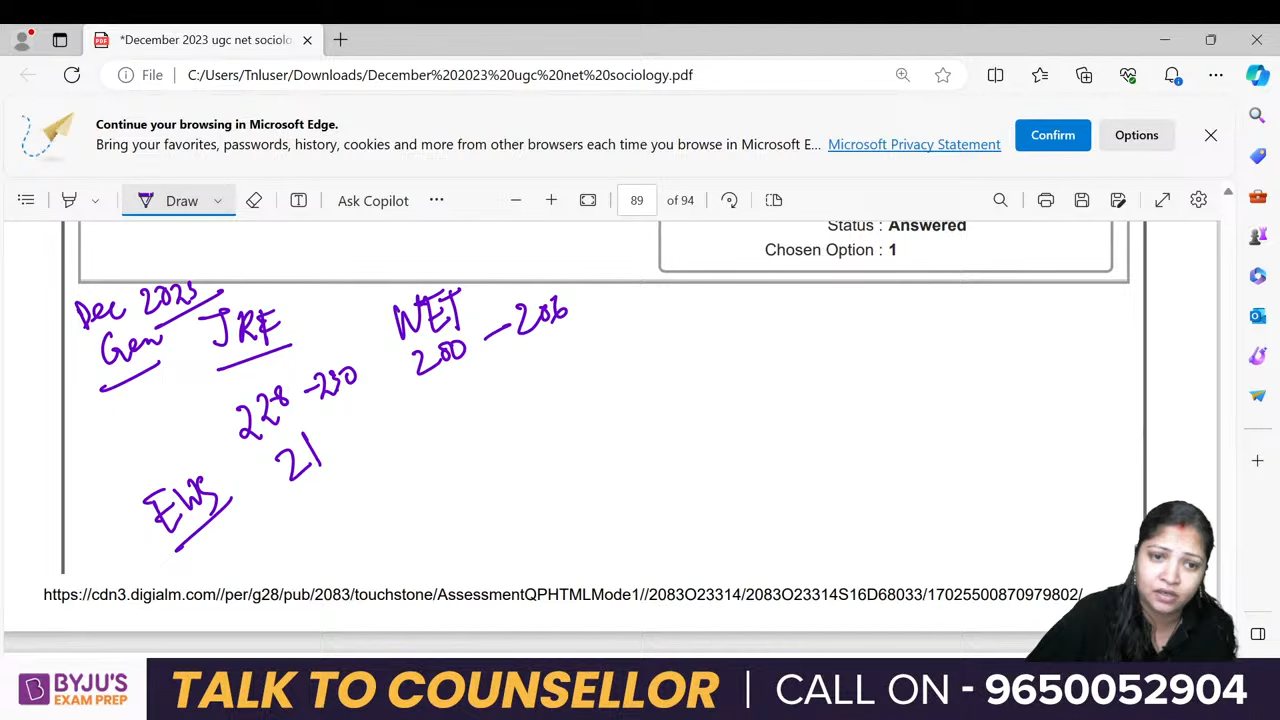 *December 2023 ugc net sociolo
File C:/Users/Tnluser/Downloads/December%202023%20ugc%20net%20sociology.pdf
Continue your browsing in Microsoft Edge.
Bring your favorites, passwords, history, cookies and more from other browsers each time you browse in Microsoft E... Microsoft Privacy Statement
Confirm Options
Draw Ask Copilot 89 of 94
Status : Answered
Chosen Option : 1
Dec 2023
Gen JRF NET
200 - 206
228 - 230
21
EWS
https://cdn3.digialm.com//per/g28/pub/2083/touchstone/AssessmentQPHTMLMode1//2083O23314/2083O23314S16D68033/17025500870979802/
BYJU'S
EXAM PREP
TALK TO COUNSELLOR | CALL ON - 9650052904